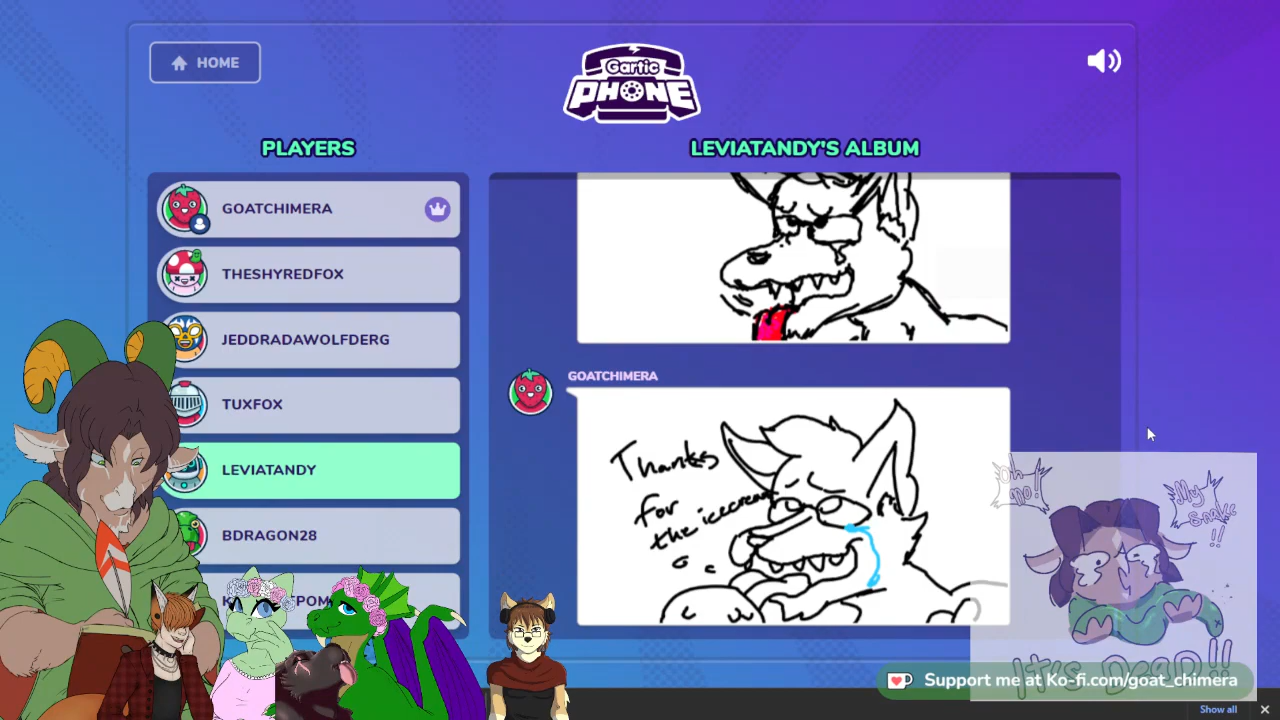 HOME
Gartic
PHONE
PLAYERS
LEVIATANDY'S ALBUM
GOATCHIMERA
THESHYREDFOX
JEDDRADAWOLFDERG
TUXFOX
LEVIATANDY
BDRAGON28
GOATCHIMERA
Thanks
for
the icecream
Oh
no!
My
snake
!!
IT'S DEAD!!
Support me at Ko-fi.com/goat_chimera
Show all